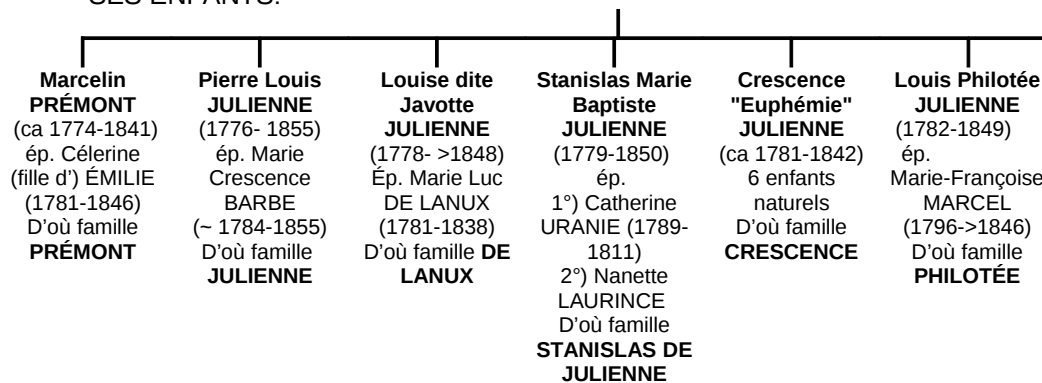 SES ENFANTS:
Marcelin
PRÉMONT
(ca 1774-1841)
ép. Célerine
(fille d') ÉMILIE
(1781-1846)
D'où famille
PRÉMONT
Pierre Louis
JULIENNE
(1776- 1855)
ép. Marie
Crescence
BARBE
(~ 1784-1855)
D'où famille
JULIENNE
Louise dite
Javotte
JULIENNE
(1778- >1848)
Ép. Marie Luc
DE LANUX
(1781-1838)
D'où famille DE
LANUX
Stanislas Marie
Baptiste
JULIENNE
(1779-1850)
ép.
1°) Catherine
URANIE (1789-
1811)
2°) Nanette
LAURINCE
D'où famille
STANISLAS DE
JULIENNE
Crescence
"Euphémie"
JULIENNE
(ca 1781-1842)
6 enfants
naturels
D'où famille
CRESCENCE
Louis Philotée
JULIENNE
(1782-1849)
ép.
Marie-Françoise
MARCEL
(1796->1846)
D'où famille
PHILOTÉE